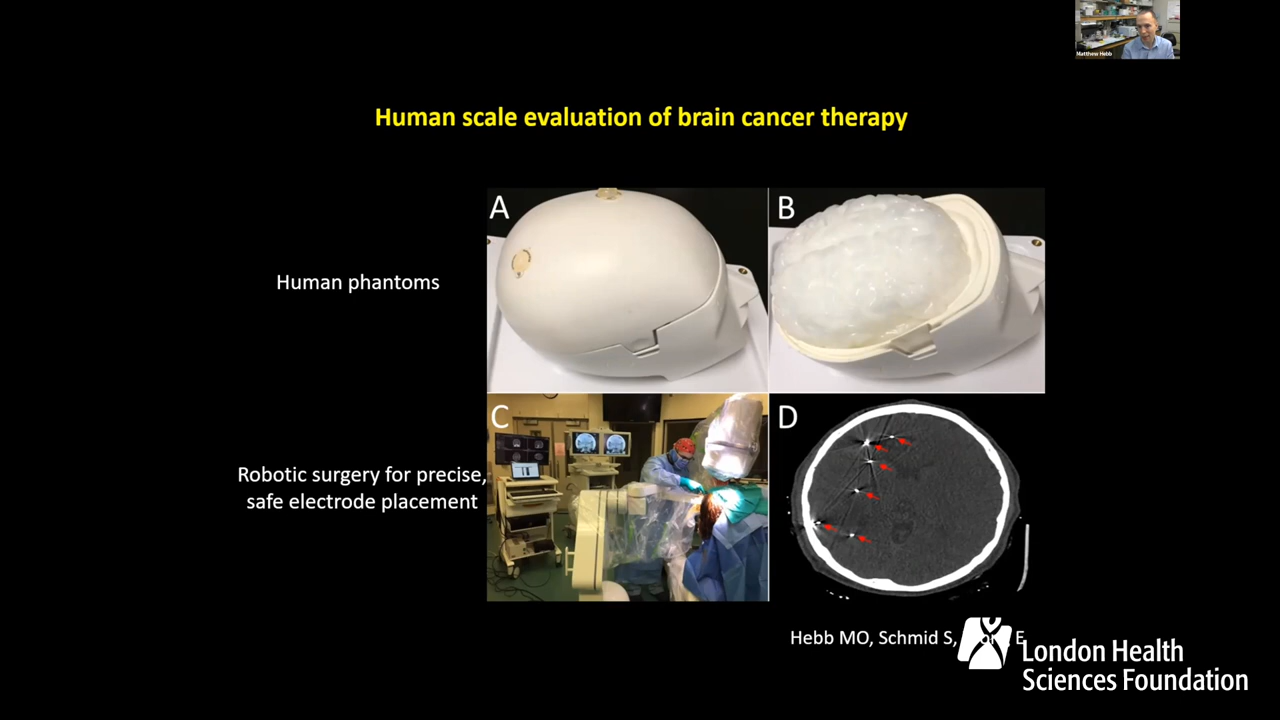 Matthew Hebb
Human scale evaluation of brain cancer therapy
A
B
Human phantoms
C
D
Robotic surgery for precise,
safe electrode placement
Hebb MO, Schmid S, E
London Health
Sciences Foundation